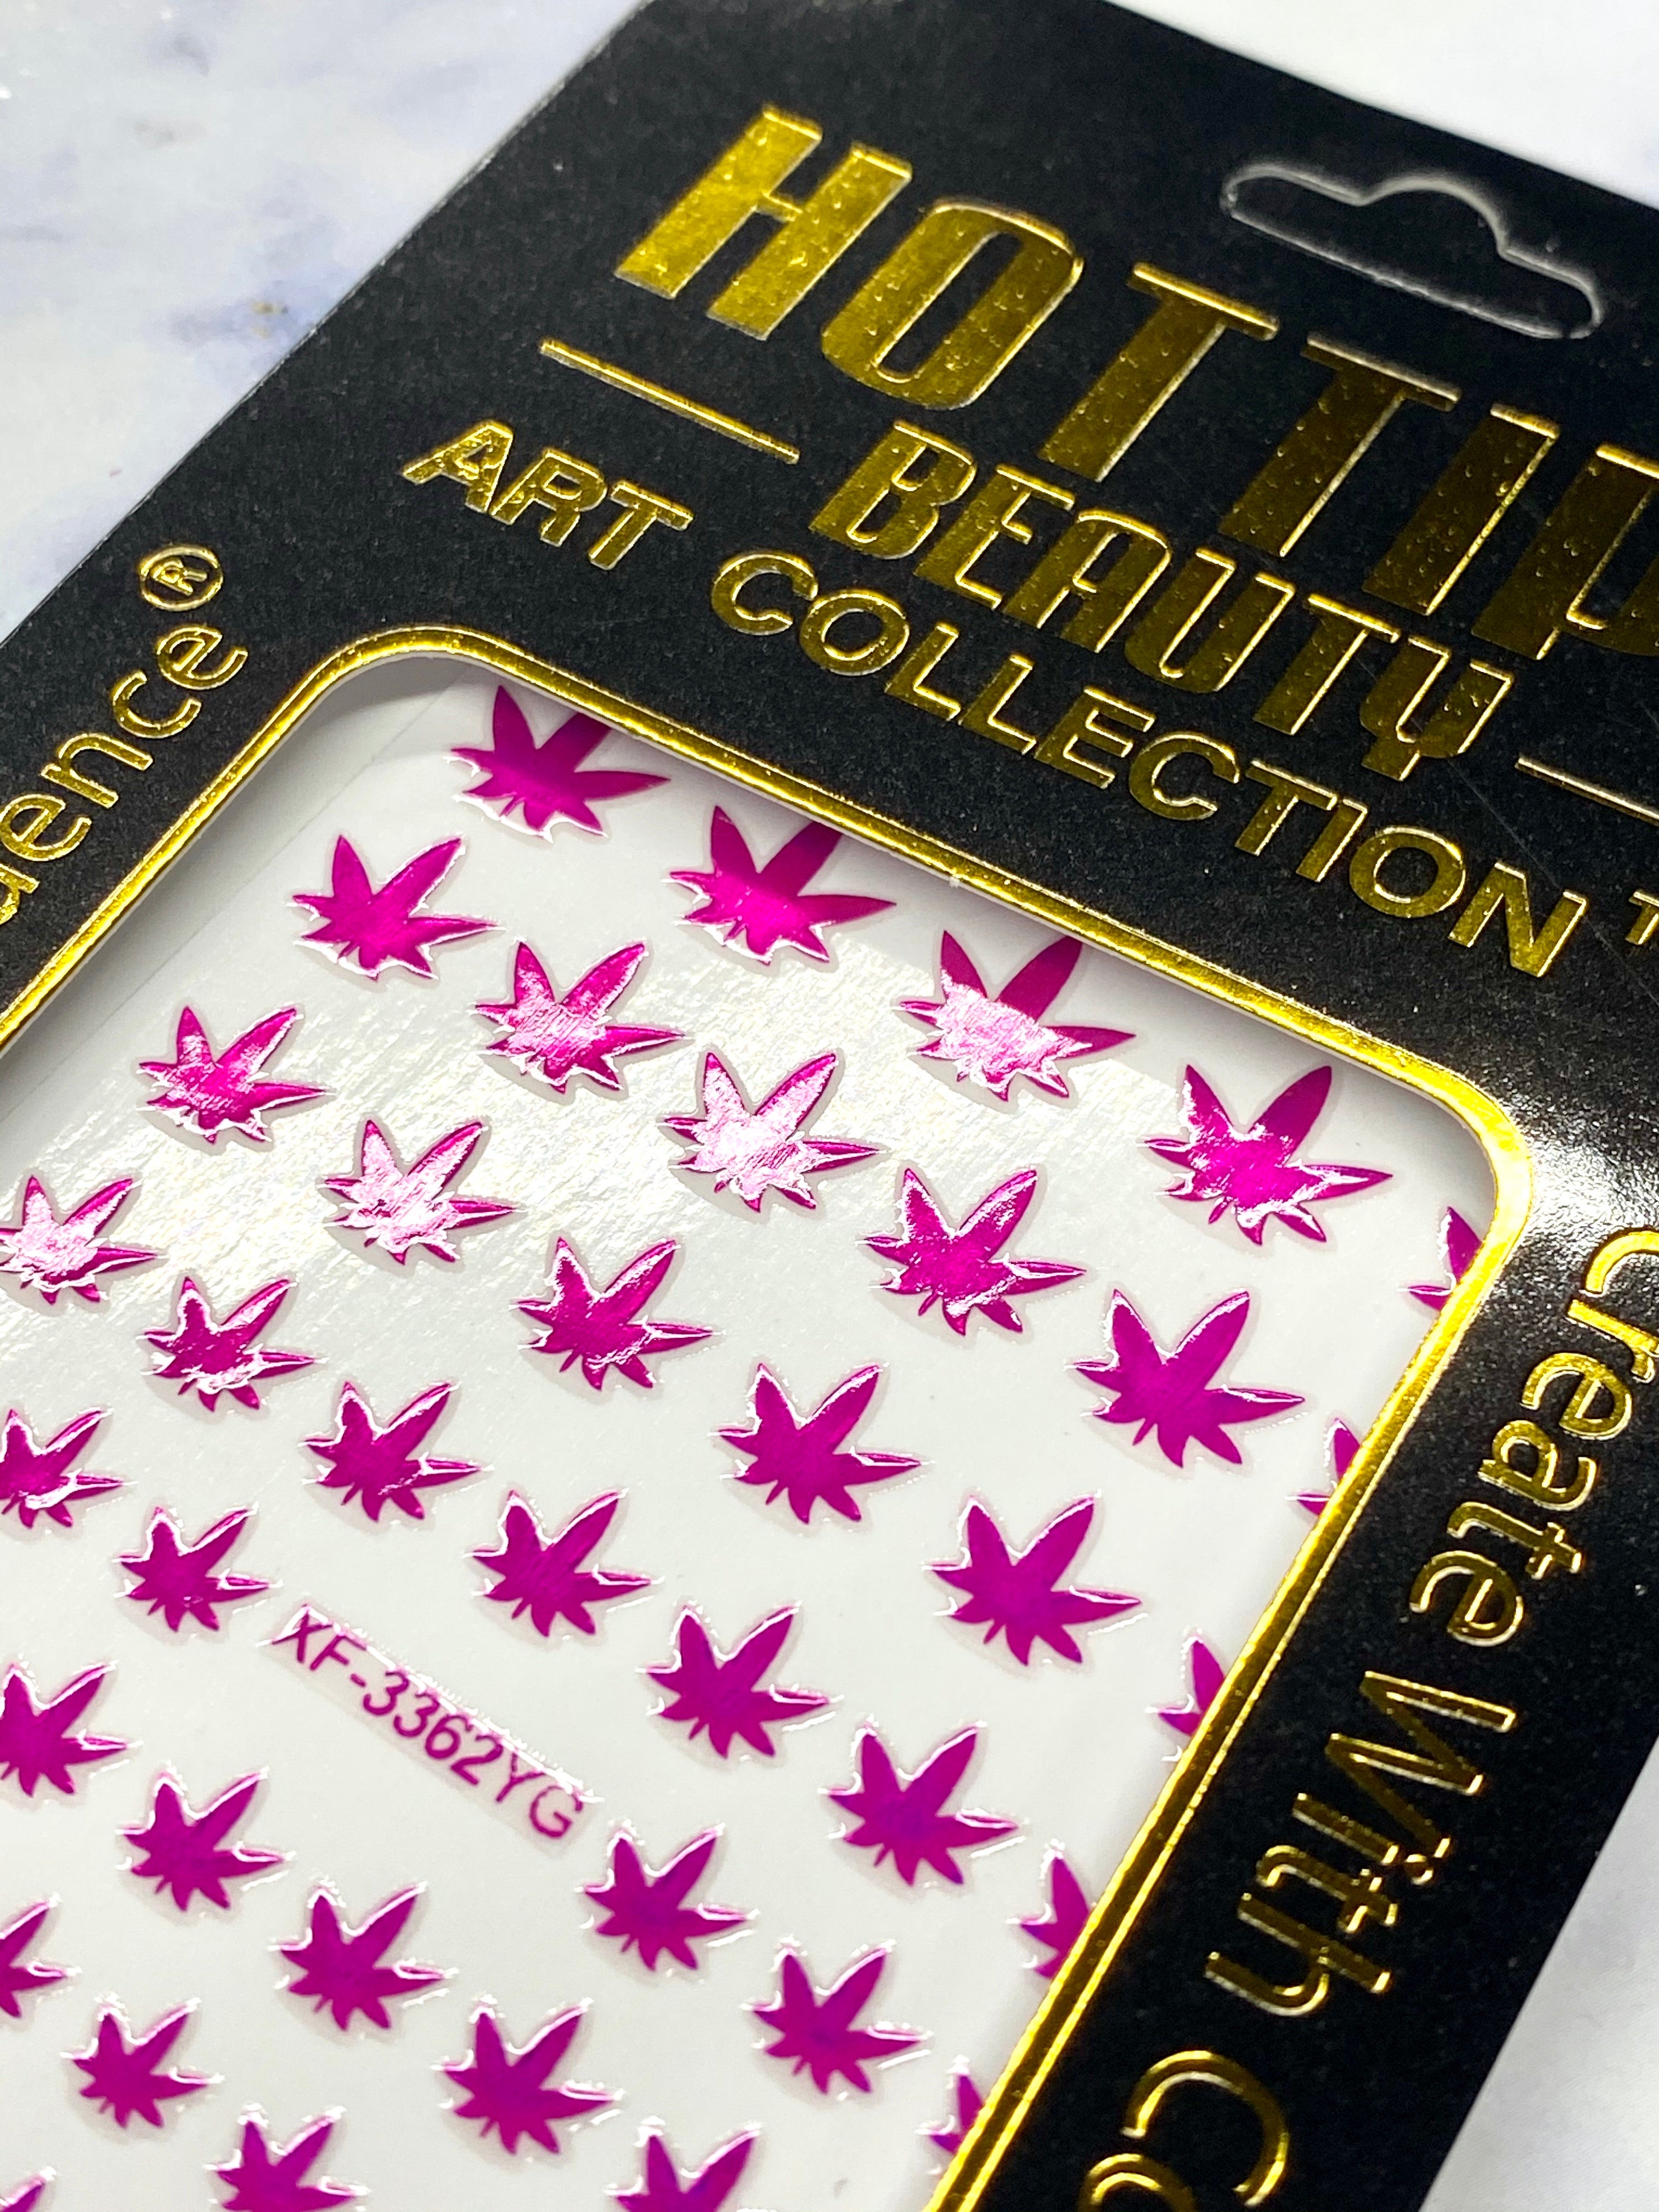 HOT TIP
BEAUTY
ART COLLECTION
Create With
XF-3362YG